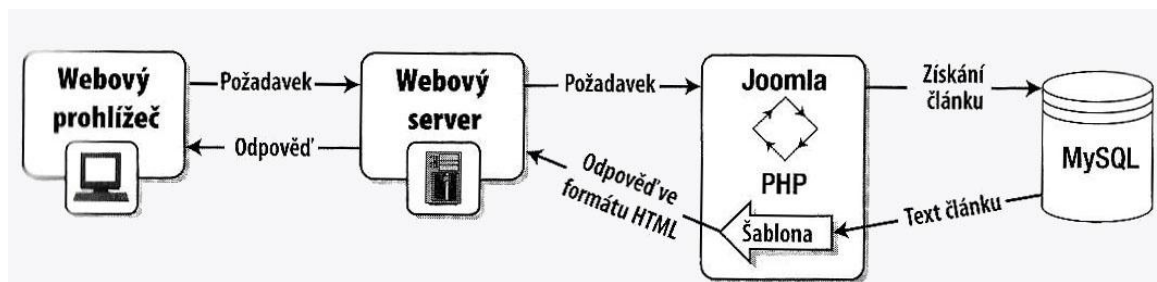 Webový
prohlížeč
Požadavek
Odpověď
Webový
server
Požadavek
Odpověď ve
formátu HTML
Joomla
PHP
Šablona
Získání
článku
Text článku
MySQL